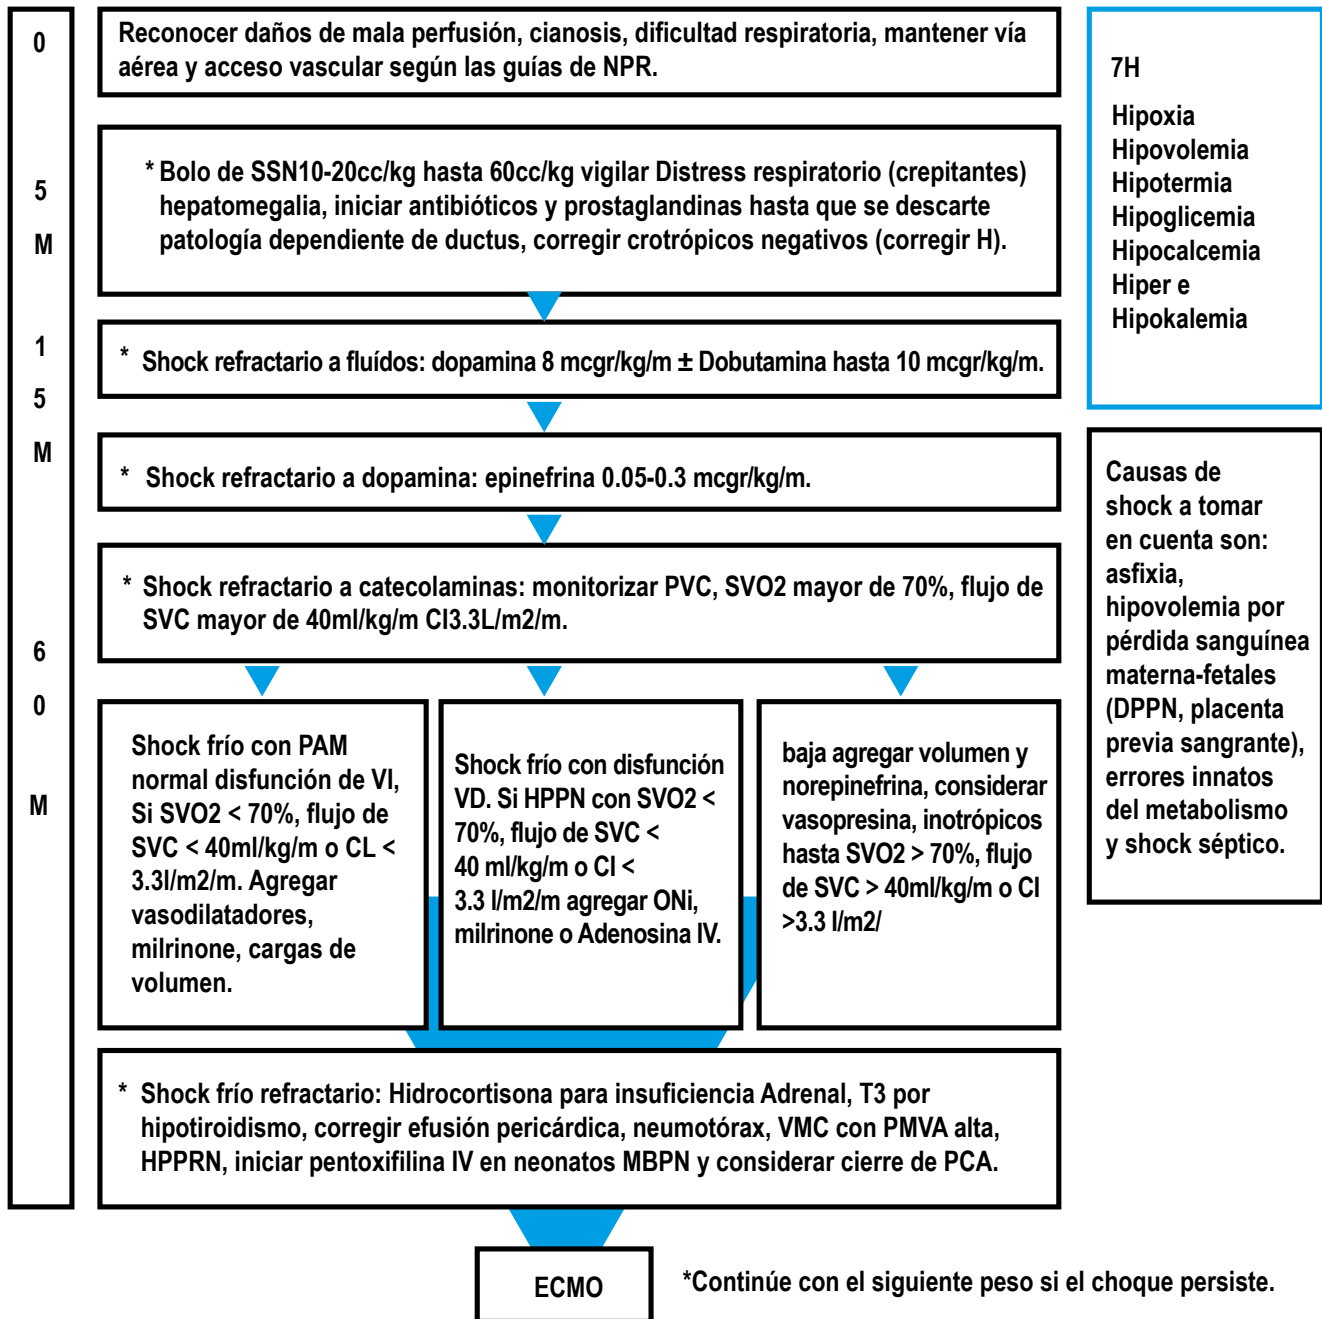 0
5
M
1
5
M
6
0
M
Reconocer daños de mala perfusión, cianosis, dificultad respiratoria, mantener vía
aérea y acceso vascular según las guías de NPR.
* Bolo de SSN10-20cc/kg hasta 60cc/kg vigilar Distress respiratorio (crepitantes)
hepatomegalia, iniciar antibióticos y prostaglandinas hasta que se descarte
patología dependiente de ductus, corregir crotrópicos negativos (corregir H).
* Shock refractario a fluídos: dopamina 8 mcgr/kg/m ± Dobutamina hasta 10 mcgr/kg/m.
* Shock refractario a dopamina: epinefrina 0.05-0.3 mcgr/kg/m.
* Shock refractario a catecolaminas: monitorizar PVC, SVO2 mayor de 70%, flujo de
SVC mayor de 40ml/kg/m CI3.3L/m2/m.
Shock frío con PAM
normal disfunción de VI,
Si SVO2 < 70%, flujo de
SVC < 40ml/kg/m o CL <
3.3l/m2/m. Agregar
vasodilatadores,
milrinone, cargas de
volumen.
Shock frío con disfunción
VD. Si HPPN con SVO2 <
70%, flujo de SVC <
40 ml/kg/m o CI <
3.3 l/m2/m agregar ONi,
milrinone o Adenosina IV.
baja agregar volumen y
norepinefrina, considerar
vasopresina, inotrópicos
hasta SVO2 > 70%, flujo
de SVC > 40ml/kg/m o CI
>3.3 l/m2/
* Shock frío refractario: Hidrocortisona para insuficiencia Adrenal, T3 por
hipotiroidismo, corregir efusión pericárdica, neumotórax, VMC con PMVA alta,
HPPRN, iniciar pentoxifilina IV en neonatos MBPN y considerar cierre de PCA.
ECMO
*Continúe con el siguiente peso si el choque persiste.
7H
Hipoxia
Hipovolemia
Hipotermia
Hipoglicemia
Hipocalcemia
Hiper e
Hipokalemia
Causas de
shock a tomar
en cuenta son:
asfixia,
hipovolemia por
pérdida sanguínea
materna-fetales
(DPPN, placenta
previa sangrante),
errores innatos
del metabolismo
y shock séptico.